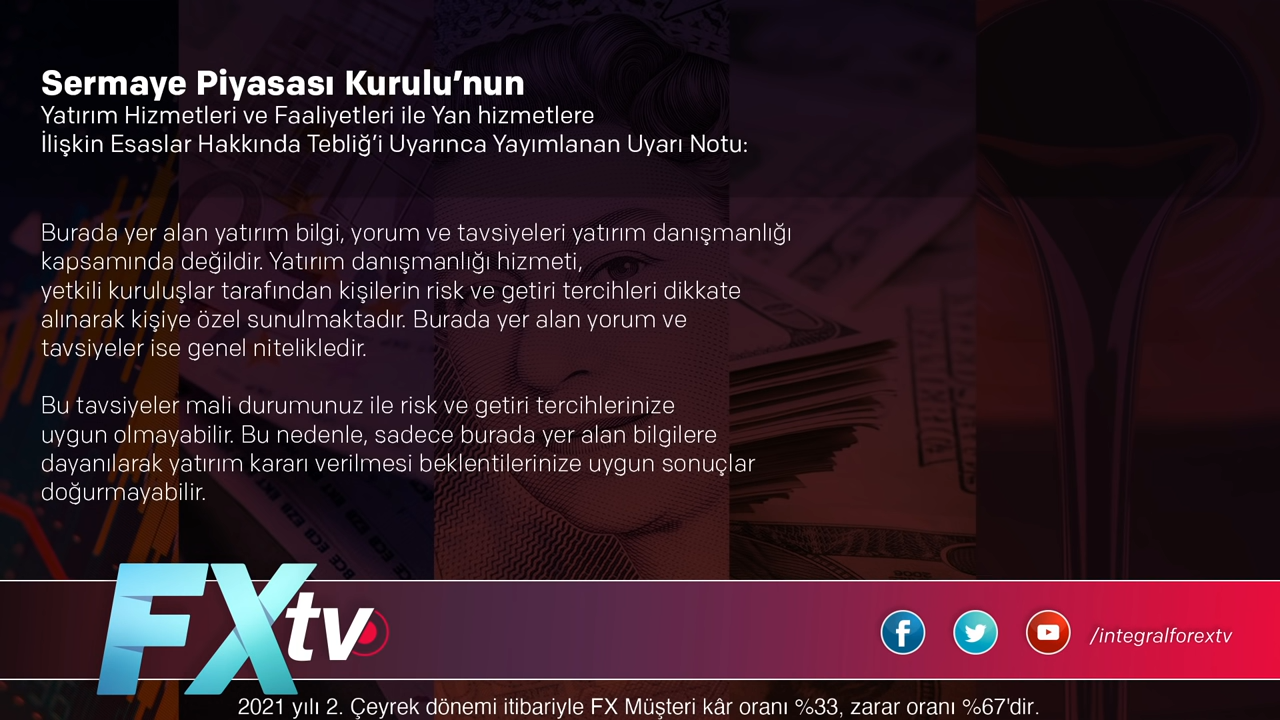 Sermaye Piyasası Kurulu’nun
Yatırım Hizmetleri ve Faaliyetleri ile Yan hizmetlere
İlişkin Esaslar Hakkında Tebliğ’i Uyarınca Yayımlanan Uyarı Notu:
Burada yer alan yatırım bilgi, yorum ve tavsiyeleri yatırım danışmanlığı
kapsamında değildir. Yatırım danışmanlığı hizmeti,
yetkili kuruluşlar tarafından kişilerin risk ve getiri tercihleri dikkate
alınarak kişiye özel sunulmaktadır. Burada yer alan yorum ve
tavsiyeler ise genel nitelikledir.
Bu tavsiyeler mali durumunuz ile risk ve getiri tercihlerinize
uygun olmayabilir. Bu nedenle, sadece burada yer alan bilgilere
dayanılarak yatırım kararı verilmesi beklentilerinize uygun sonuçlar
doğurmayabilir.
FXtv
/integralforextv
2021 yılı 2. Çeyrek dönemi itibariyle FX Müşteri kâr oranı %33, zarar oranı %67'dir.